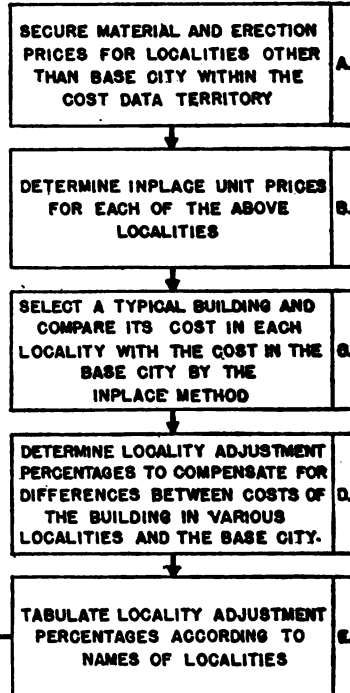 SECURE MATERIAL AND ERECTION
PRICES FOR LOCALITIES OTHER
THAN BASE CITY WITHIN THE
COST DATA TERRITORY
A.
DETERMINE INPLACE UNIT PRICES
FOR EACH OF THE ABOVE
LOCALITIES
B.
SELECT A TYPICAL BUILDING AND
COMPARE ITS COST IN EACH
LOCALITY WITH THE COST IN THE
BASE CITY BY THE
INPLACE METHOD
C.
DETERMINE LOCALITY ADJUSTMENT
PERCENTAGES TO COMPENSATE FOR
DIFFERENCES BETWEEN COSTS OF
THE BUILDING IN VARIOUS
LOCALITIES AND THE BASE CITY.
D.
TABULATE LOCALITY ADJUSTMENT
PERCENTAGES ACCORDING TO
NAMES OF LOCALITIES
E.